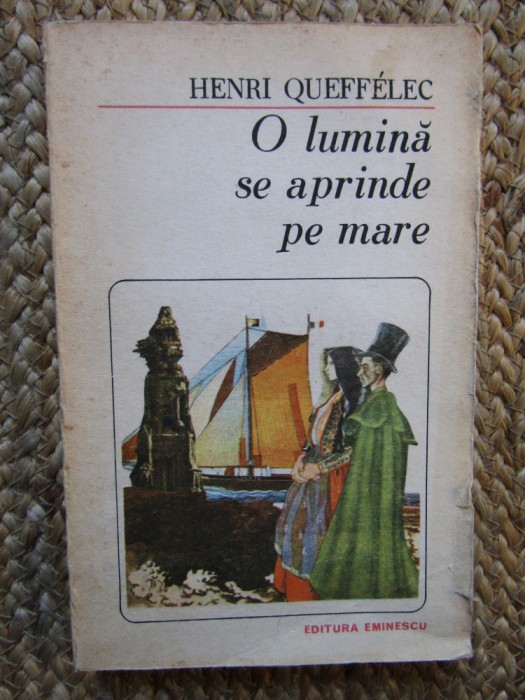 HENRI QUEFFÉLEC
O lumină
se aprinde
pe mare
EDITURA EMINESCU